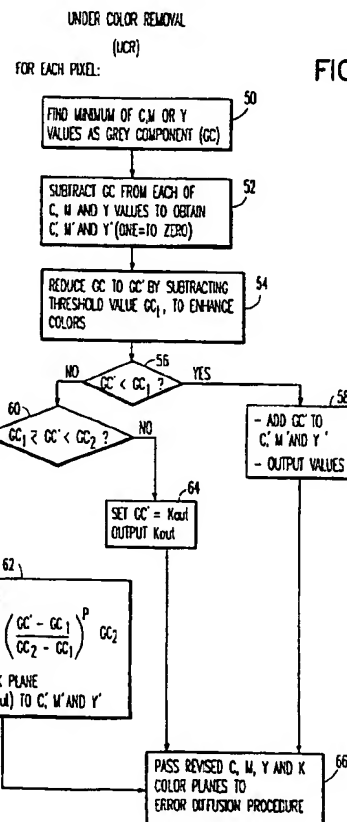 UNDER COLOR REMOVAL
(UCR)
FOR EACH PIXEL:
FIG
50
FIND MINIMUM OF C,M OR Y
VALUES AS GREY COMPONENT (GC)
52
SUBTRACT GC FROM EACH OF
C, M AND Y VALUES TO OBTAIN
C', M' AND Y' (ONE=TO ZERO)
54
REDUCE GC TO GC' BY SUBTRACTING
THRESHOLD VALUE GC1, TO ENHANCE
COLORS
56
GC' < GC1 ?
NO
YES
60
GC1 ≥ GC' < GC2 ?
NO
58
- ADD GC' TO
C', M' AND Y'
- OUTPUT VALUES
64
SET GC' = Kout
OUTPUT Kout
62
((GC' - GC1)/(GC2 - GC1))^P GC2
PLANE
TO C', M' AND Y'
66
PASS REVISED C, M, Y AND K
COLOR PLANES TO
ERROR DIFFUSION PROCEDURE